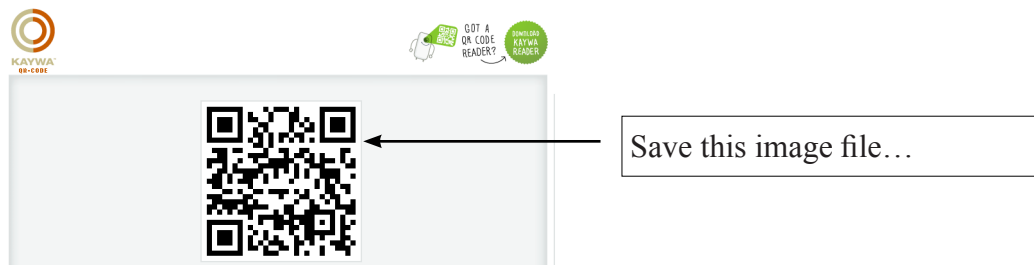 KAYWA
QR-CODE
GOT A
QR CODE
READER?
DOWNLOAD
KAYWA
READER
Save this image file…